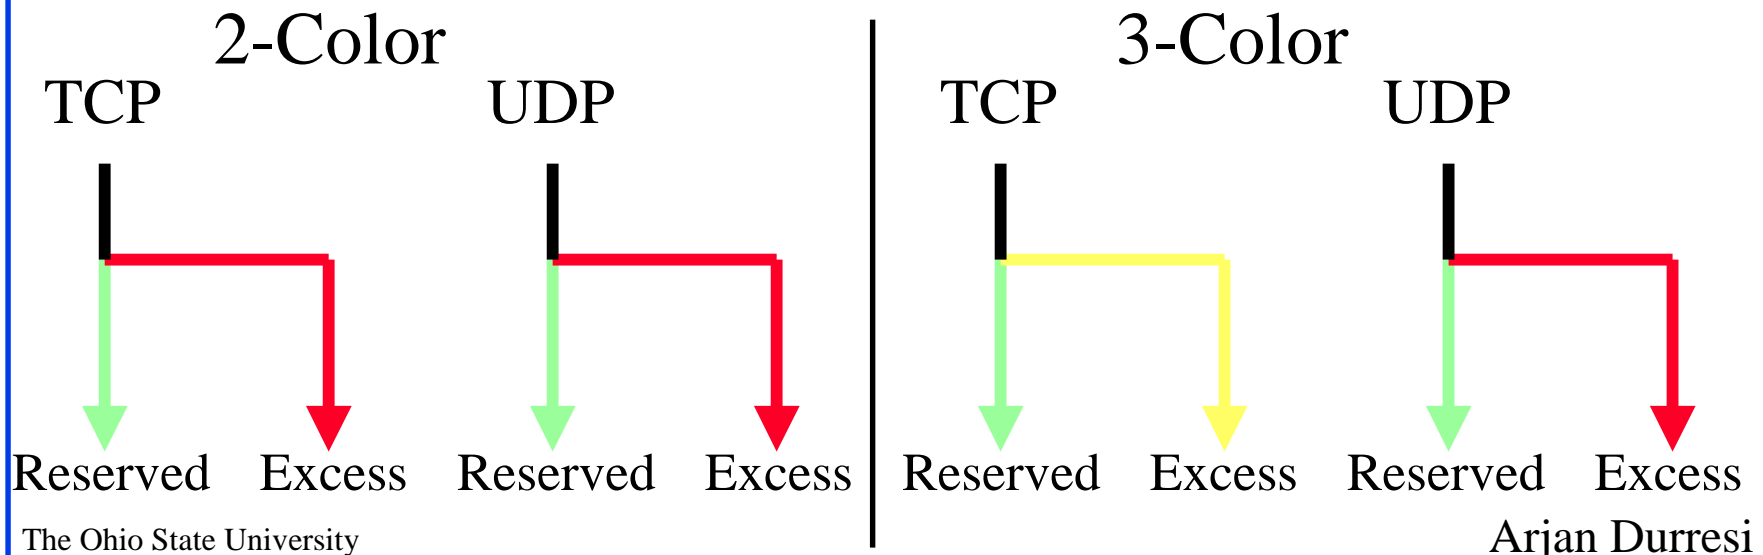 2-Color
TCP UDP
Reserved Excess Reserved Excess
3-Color
TCP UDP
Reserved Excess Reserved Excess
The Ohio State University
Arjan Durresi